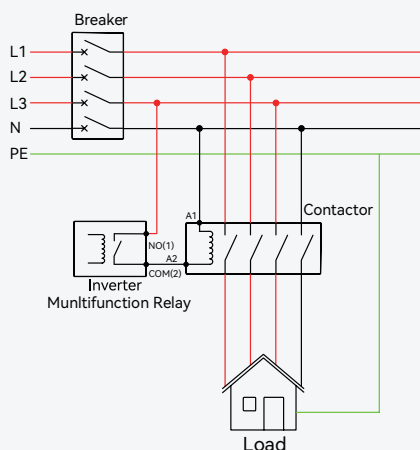 Breaker
L1
L2
L3
N
PE
A1
Contactor
NO(1)
A2
COM(2)
Inverter
Munltifunction Relay
Load